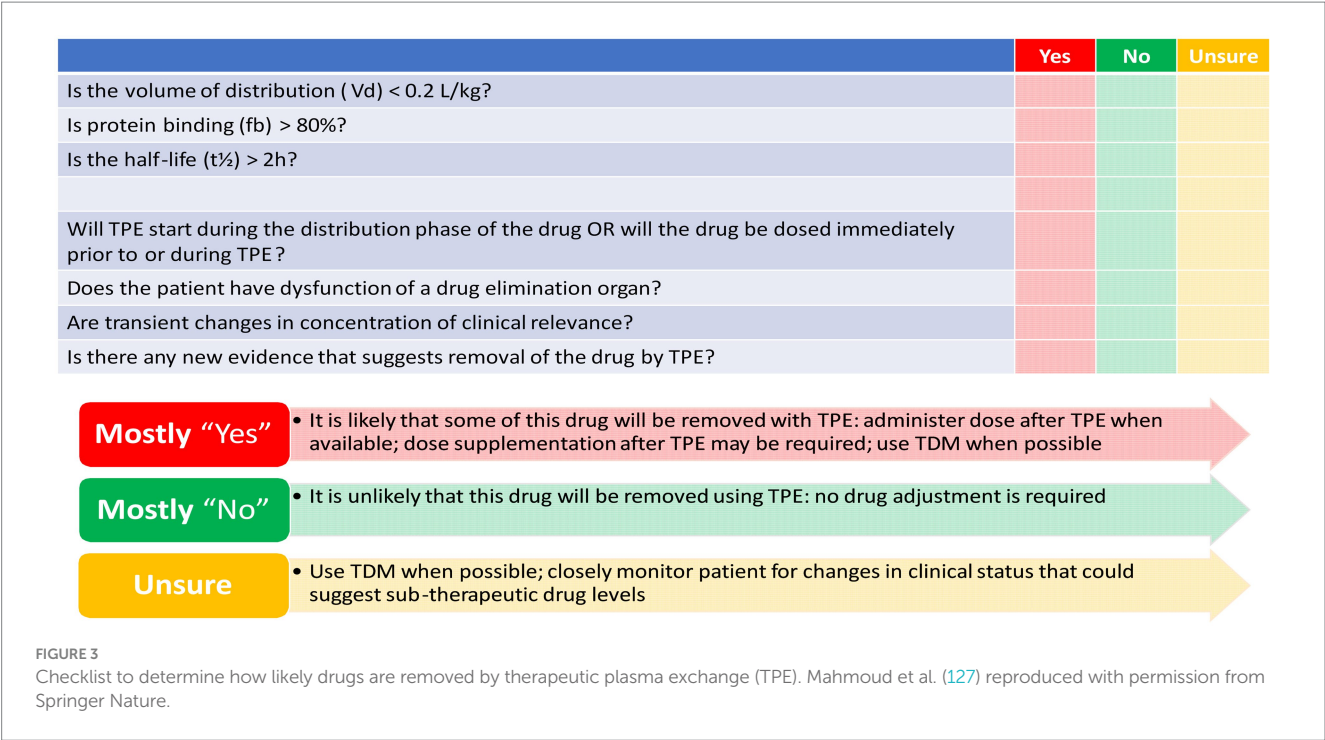 Yes No Unsure
Is the volume of distribution ( Vd) < 0.2 L/kg?
Is protein binding (fb) > 80%?
Is the half-life (t½) > 2h?
Will TPE start during the distribution phase of the drug OR will the drug be dosed immediately
prior to or during TPE?
Does the patient have dysfunction of a drug elimination organ?
Are transient changes in concentration of clinical relevance?
Is there any new evidence that suggests removal of the drug by TPE?
Mostly “Yes”
• It is likely that some of this drug will be removed with TPE: administer dose after TPE when
available; dose supplementation after TPE may be required; use TDM when possible
Mostly “No”
• It is unlikely that this drug will be removed using TPE: no drug adjustment is required
Unsure
• Use TDM when possible; closely monitor patient for changes in clinical status that could
suggest sub-therapeutic drug levels
FIGURE 3
Checklist to determine how likely drugs are removed by therapeutic plasma exchange (TPE). Mahmoud et al. (127) reproduced with permission from
Springer Nature.